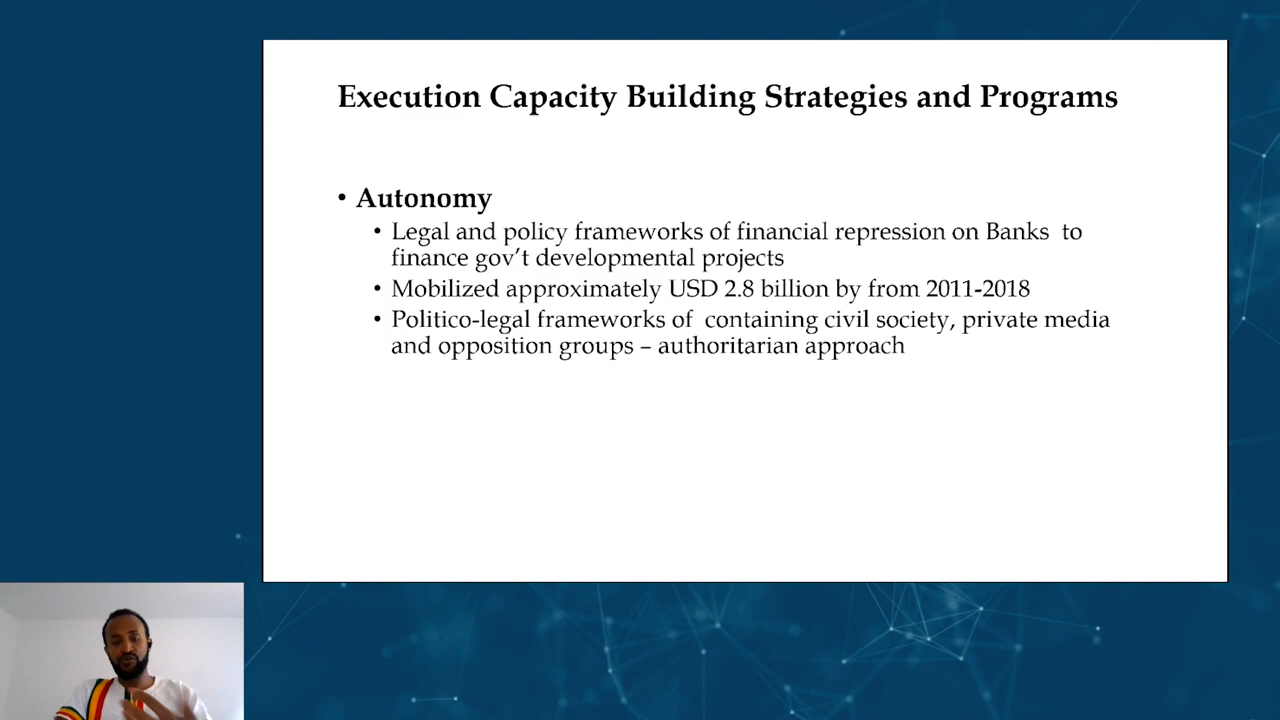 Execution Capacity Building Strategies and Programs
• Autonomy
• Legal and policy frameworks of financial repression on Banks to
finance gov’t developmental projects
• Mobilized approximately USD 2.8 billion by from 2011-2018
• Politico-legal frameworks of containing civil society, private media
and opposition groups – authoritarian approach